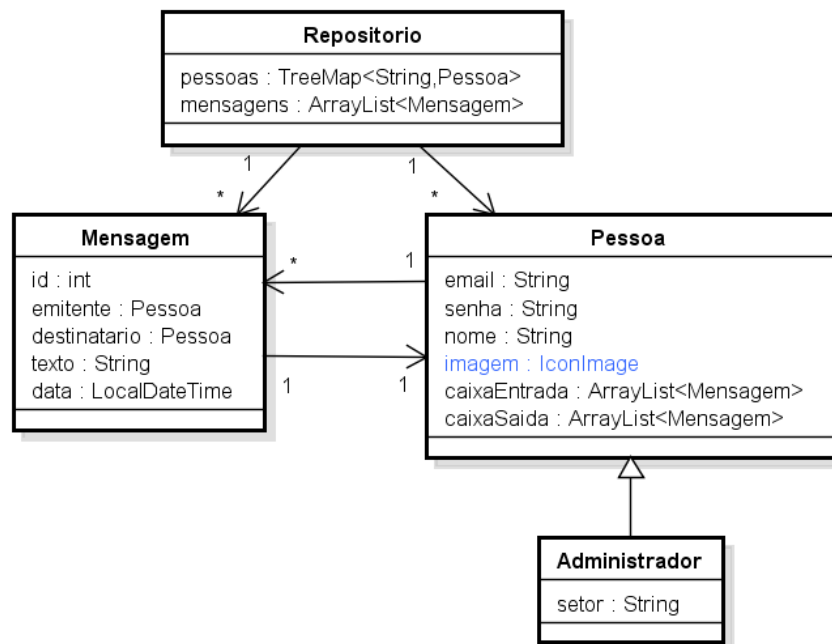 Repositorio
pessoas : TreeMap<String,Pessoa>
mensagens : ArrayList<Mensagem>
1
1
*
*
Mensagem
id : int
emitente : Pessoa
destinatario : Pessoa
texto : String
data : LocalDateTime
*
1
1
1
Pessoa
email : String
senha : String
nome : String
imagem : IconImage
caixaEntrada : ArrayList<Mensagem>
caixaSaida : ArrayList<Mensagem>
Administrador
setor : String